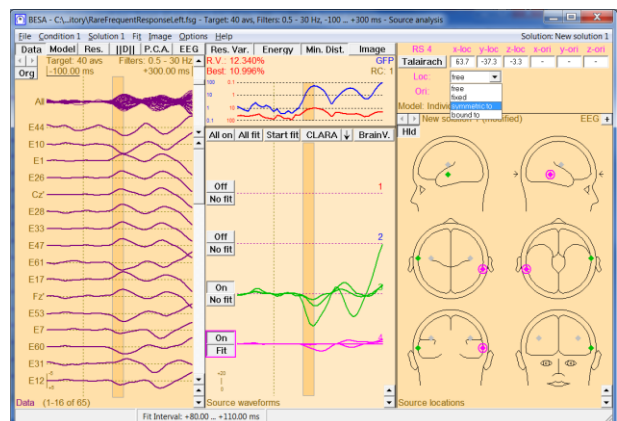 BESA - C:\...itory\RareFrequentResponseLeft.fsg - Target: 40 avs, Filters: 0.5 - 30 Hz, -100 ... +300 ms - Source analysis
File Condition 1 Solution 1 Fit Image Options Help Solution: New solution 1
Data Model Res. ||D|| P.C.A. EEG
Org
Target: 40 avs Filters: 0.5 - 30 Hz
-100.00 ms +300.00 ms
All
E44
E10
E1
E26
Cz'
E28
E33
E47
E61
E17
Fz'
E53
E7
E60
E31
E12
Data (1-16 of 65)
Res. Var. Energy Min. Dist. Image
R.V.: 12.340% GFP
Best: 10.996% RC: 1
All on All fit Start fit CLARA ↓ BrainV.
Off 1
No fit
Off 2
No fit
On 3
No fit
On 4
Fit
Source waveforms
RS 4 x-loc y-loc z-loc x-ori y-ori z-ori
Talairach 63.7 -37.3 -3.3 - - -
Loc: free
Ori:
free
fixed
symmetric to
bound to
Model: Indivi
New solution 1 (modified) EEG +
Hld
Source locations
Fit Interval: +80.00 ... +110.00 ms